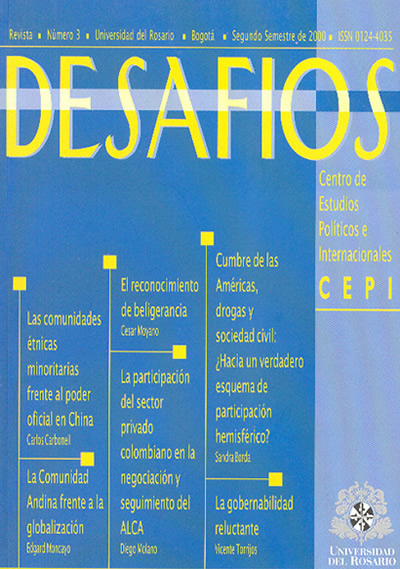 Revista ▪ Número 3 ▪ Universidad del Rosario ▪ Bogotá ▪ Segundo Semestre de 2000 ▪ ISSN 0124-4035
DESAFIOS
Centro de
Estudios
Políticos e
Internacionales
CEPI
Las comunidades
étnicas
minoritarias
frente al poder
oficial en China
Carlos Carbonell
La Comunidad
Andina frente a la
globalización
Edgard Moncayo
El reconocimiento
de beligerancia
Cesar Moyano
La participación
del sector
privado
colombiano en la
negociación y
seguimiento del
ALCA
Diego Viviano
Cumbre de las
Américas,
drogas y
sociedad civil:
¿Hacia un verdadero
esquema de
participación
hemisférico?
Sandra Borda
La gobernabilidad
reluctante
Vicente Torrijos
UNIVERSIDAD
DEL ROSARIO